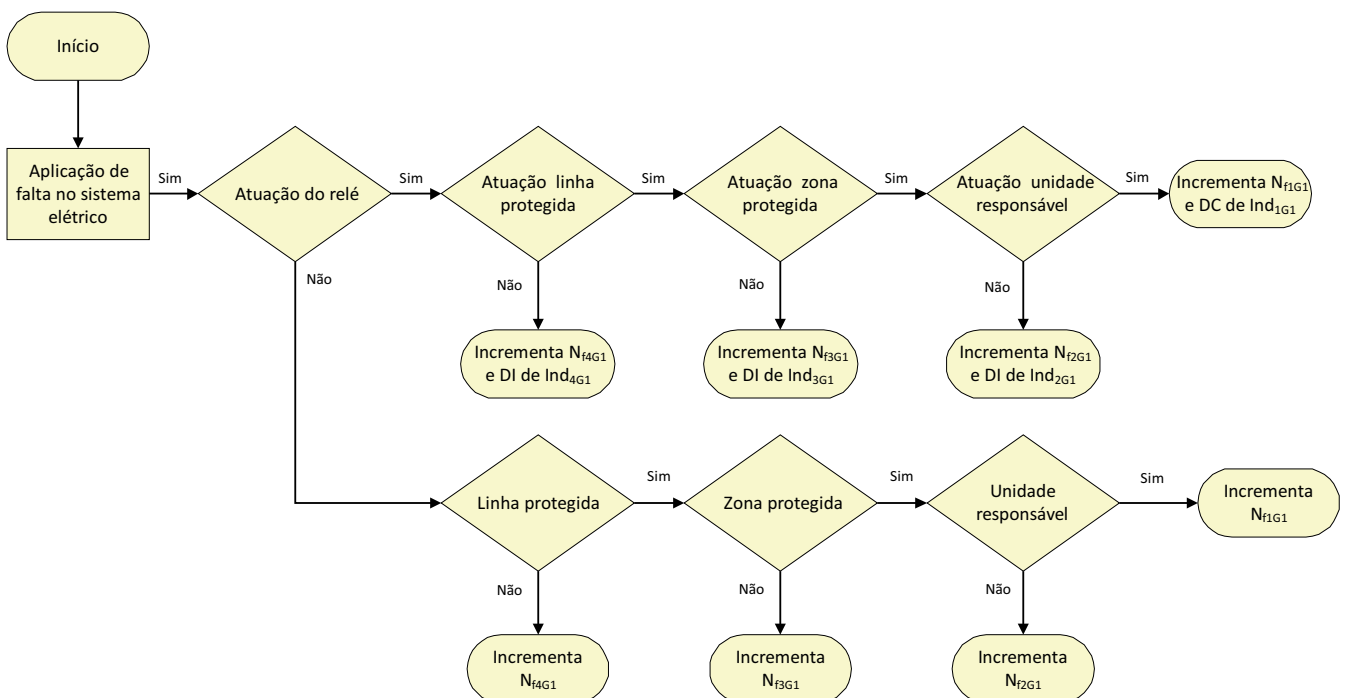 Início
Aplicação de
falta no sistema
elétrico
Sim
Atuação do relé
Sim
Atuação linha
protegida
Sim
Atuação zona
protegida
Sim
Atuação unidade
responsável
Sim
Incrementa Nf1G1
e DC de Ind1G1
Não
Não
Não
Não
Incrementa Nf4G1
e DI de Ind4G1
Incrementa Nf3G1
e DI de Ind3G1
Incrementa Nf2G1
e DI de Ind2G1
Linha protegida
Sim
Zona protegida
Sim
Unidade
responsável
Sim
Incrementa
Nf1G1
Não
Não
Não
Incrementa
Nf4G1
Incrementa
Nf3G1
Incrementa
Nf2G1